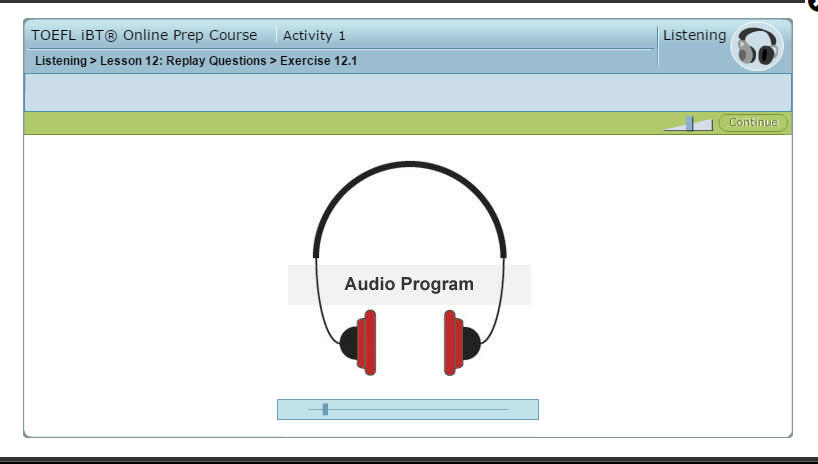 TOEFL iBT® Online Prep Course Activity 1 Listening
Listening > Lesson 12: Replay Questions > Exercise 12.1
Continue
Audio Program